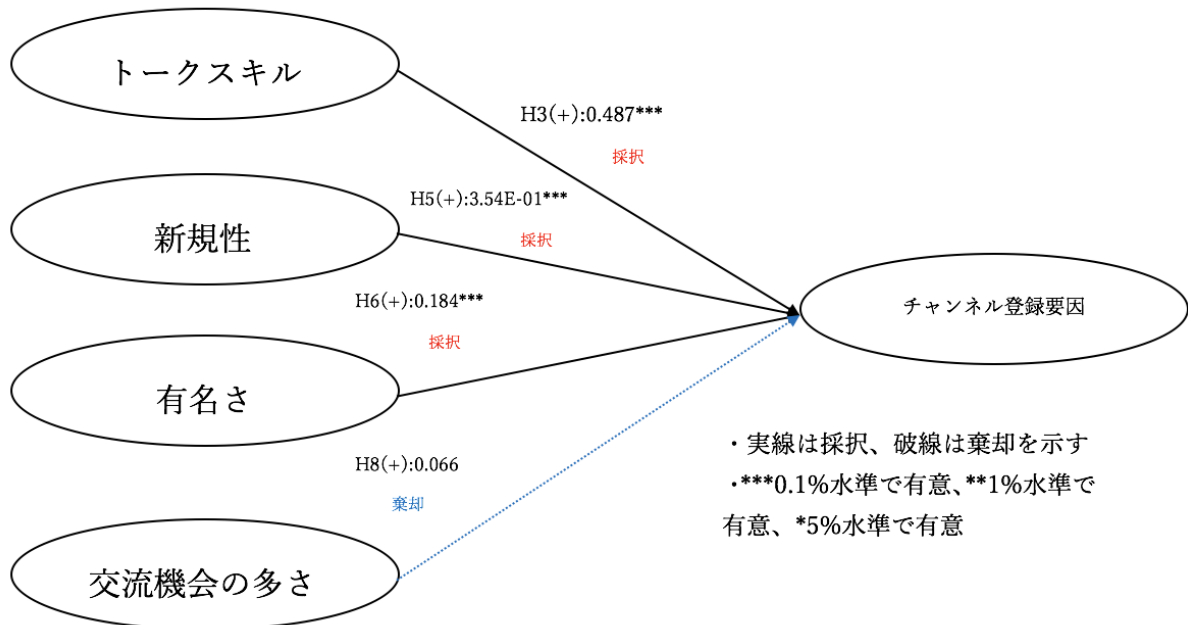 トークスキル
H3(+):0.487***
採択
新規性
H5(+):3.54E-01***
採択
有名さ
H6(+):0.184***
採択
チャンネル登録要因
交流機会の多さ
H8(+):0.066
棄却
・実線は採択、破線は棄却を示す
・***0.1%水準で有意、**1%水準で
有意、*5%水準で有意